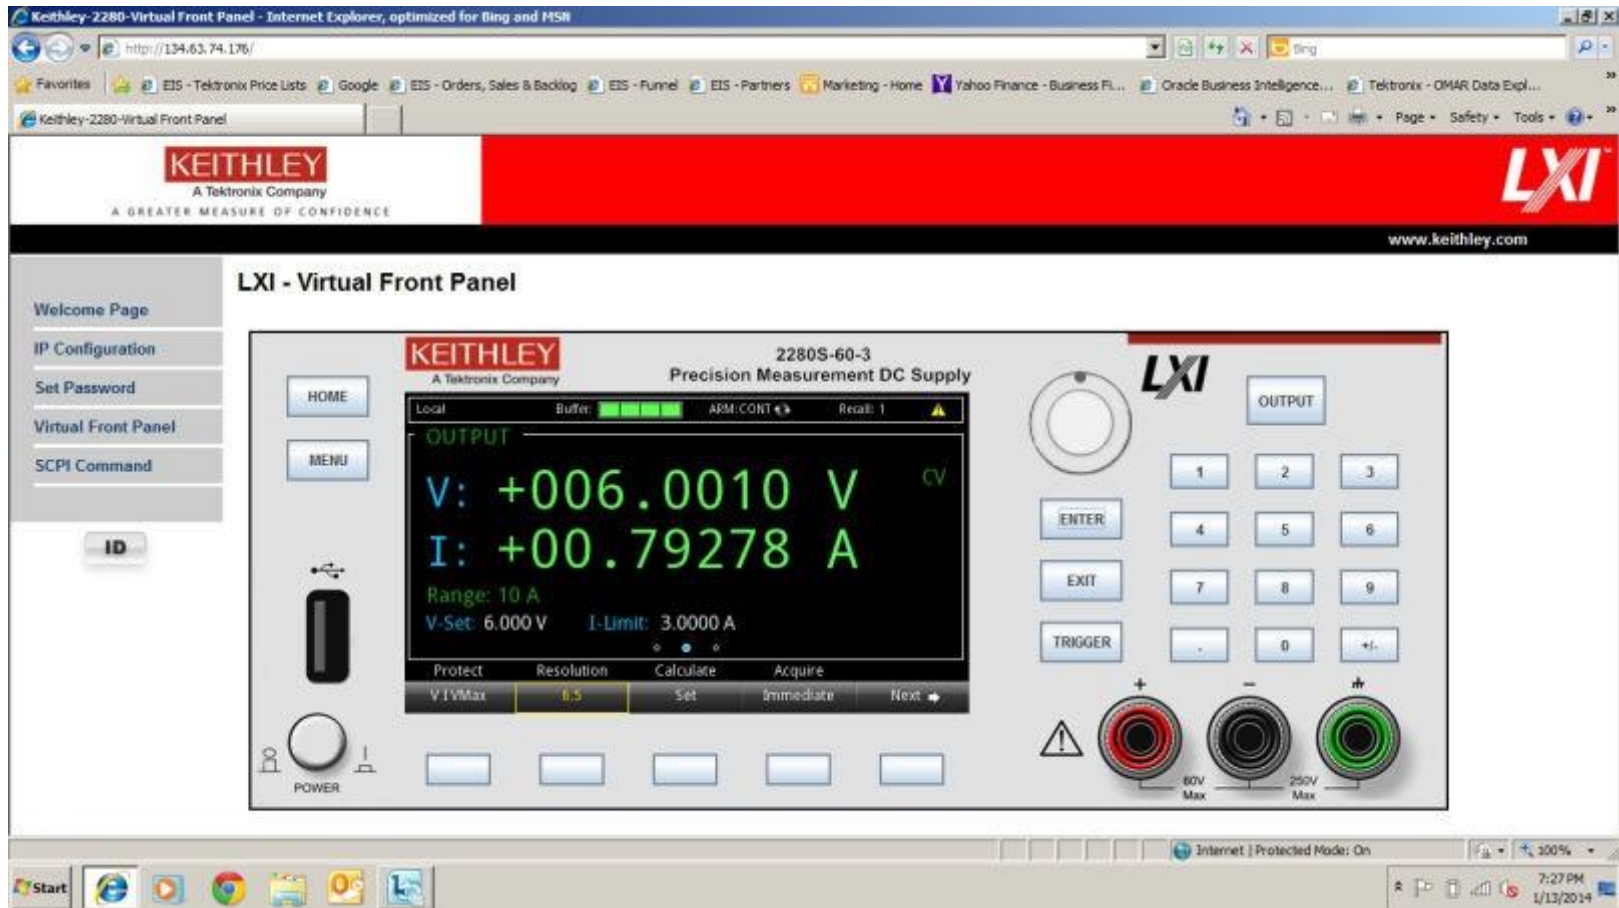 Keithley-2280-Virtual Front Panel - Internet Explorer, optimized for Bing and MSN
http://134.63.74.176/
Bing
Favorites
EIS - Tektronix Price Lists
Google
EIS - Orders, Sales & Backlog
EIS - Funnel
EIS - Partners
Marketing - Home
Yahoo Finance - Business Fi...
Oracle Business Intelligence...
Tektronix - OMAR Data Expl...
Keithley-2280-Virtual Front Panel
Page
Safety
Tools
KEITHLEY
A Tektronix Company
A GREATER MEASURE OF CONFIDENCE
LXI
www.keithley.com
LXI - Virtual Front Panel
Welcome Page
IP Configuration
Set Password
Virtual Front Panel
SCPI Command
ID
KEITHLEY
A Tektronix Company
2280S-60-3
Precision Measurement DC Supply
LXI
HOME
MENU
Local
Buffer:
ARM:CONT
Recall: 1
OUTPUT
V: +006.0010 V
CV
I: +00.79278 A
Range: 10 A
V-Set: 6.000 V
I-Limit: 3.0000 A
Protect
Resolution
Calculate
Acquire
V I VMax
6.5
Set
Immediate
Next
POWER
OUTPUT
1 2 3
ENTER
4 5 6
EXIT
7 8 9
TRIGGER
. 0 +/-
+ -
60V Max
250V Max
Internet | Protected Mode: On
100%
Start
7:27 PM
1/13/2014